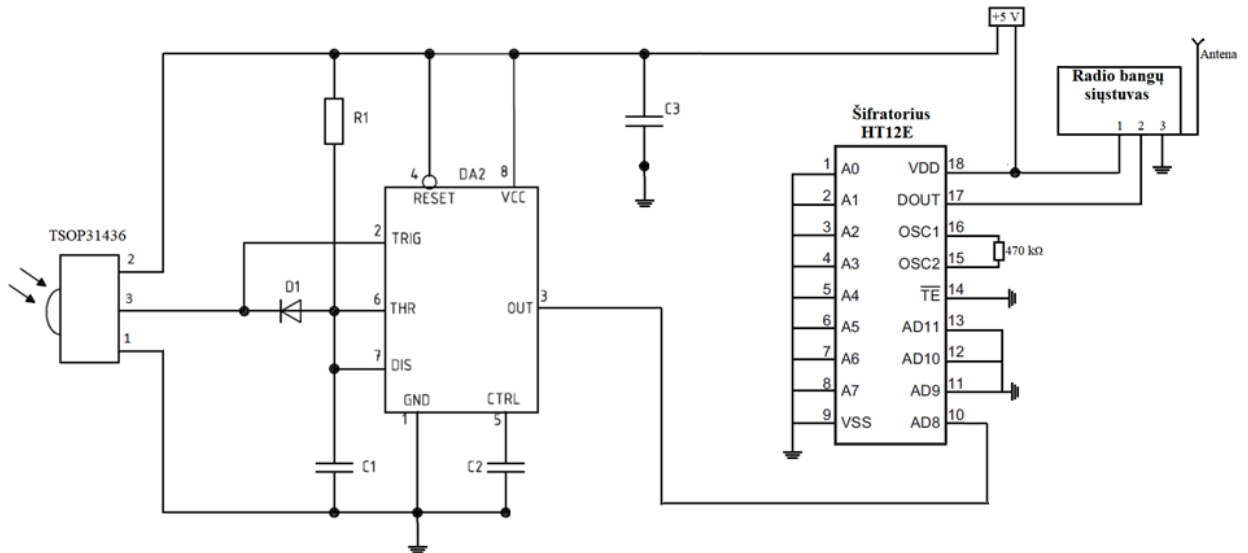 +5 V
Antena
Radio bangų
siųstuvas
1 2 3
R1
C3
Šifratorius
HT12E
4 DA2 8
RESET VCC
TSOP31436
2
3
1
2 TRIG
D1
6 THR
OUT 3
7 DIS
GND CTRL
1 5
C1
C2
1 A0 VDD 18
2 A1 DOUT 17
3 A2 OSC1 16
470 kΩ
4 A3 OSC2 15
5 A4 TE 14
6 A5 AD11 13
7 A6 AD10 12
8 A7 AD9 11
9 VSS AD8 10